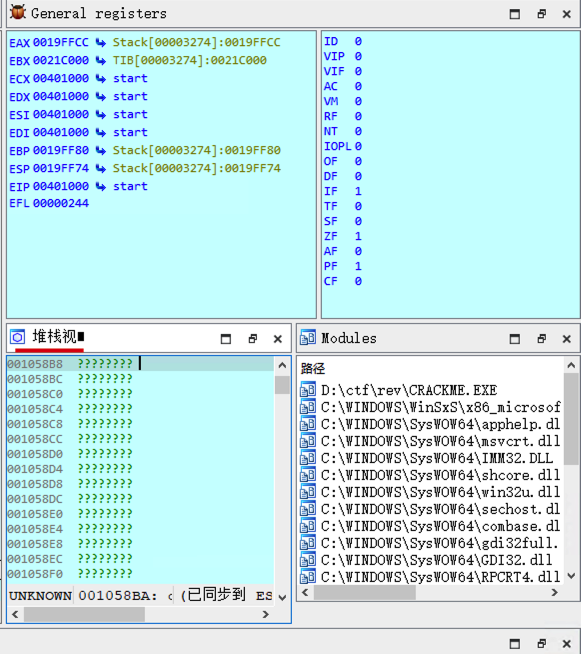 General registers
EAX 0019FFCC Stack[00003274]:0019FFCC
EBX 0021C000 TIB[00003274]:0021C000
ECX 00401000 start
EDX 00401000 start
ESI 00401000 start
EDI 00401000 start
EBP 0019FF80 Stack[00003274]:0019FF80
ESP 0019FF74 Stack[00003274]:0019FF74
EIP 00401000 start
EFL 00000244
ID 0
VIP 0
VIF 0
AC 0
VM 0
RF 0
NT 0
IOPL 0
OF 0
DF 0
IF 1
TF 0
SF 0
ZF 1
AF 0
PF 1
CF 0
堆栈视
001058B8 ????????
001058BC ????????
001058C0 ????????
001058C4 ????????
001058C8 ????????
001058CC ????????
001058D0 ????????
001058D4 ????????
001058D8 ????????
001058DC ????????
001058E0 ????????
001058E4 ????????
001058E8 ????????
001058EC ????????
001058F0 ????????
UNKNOWN 001058BA: (已同步到 ES
Modules
路径
D:\ctf\rev\CRACKME.EXE
C:\WINDOWS\WinSxS\x86_microsof
C:\WINDOWS\SysWOW64\apphelp.dl
C:\WINDOWS\SysWOW64\msvcrt.dll
C:\WINDOWS\SysWOW64\IMM32.DLL
C:\WINDOWS\SysWOW64\shcore.dll
C:\WINDOWS\SysWOW64\win32u.dll
C:\WINDOWS\SysWOW64\sechost.dl
C:\WINDOWS\SysWOW64\combase.dl
C:\WINDOWS\SysWOW64\gdi32full.
C:\WINDOWS\SysWOW64\GDI32.dll
C:\WINDOWS\SysWOW64\RPCRT4.dll